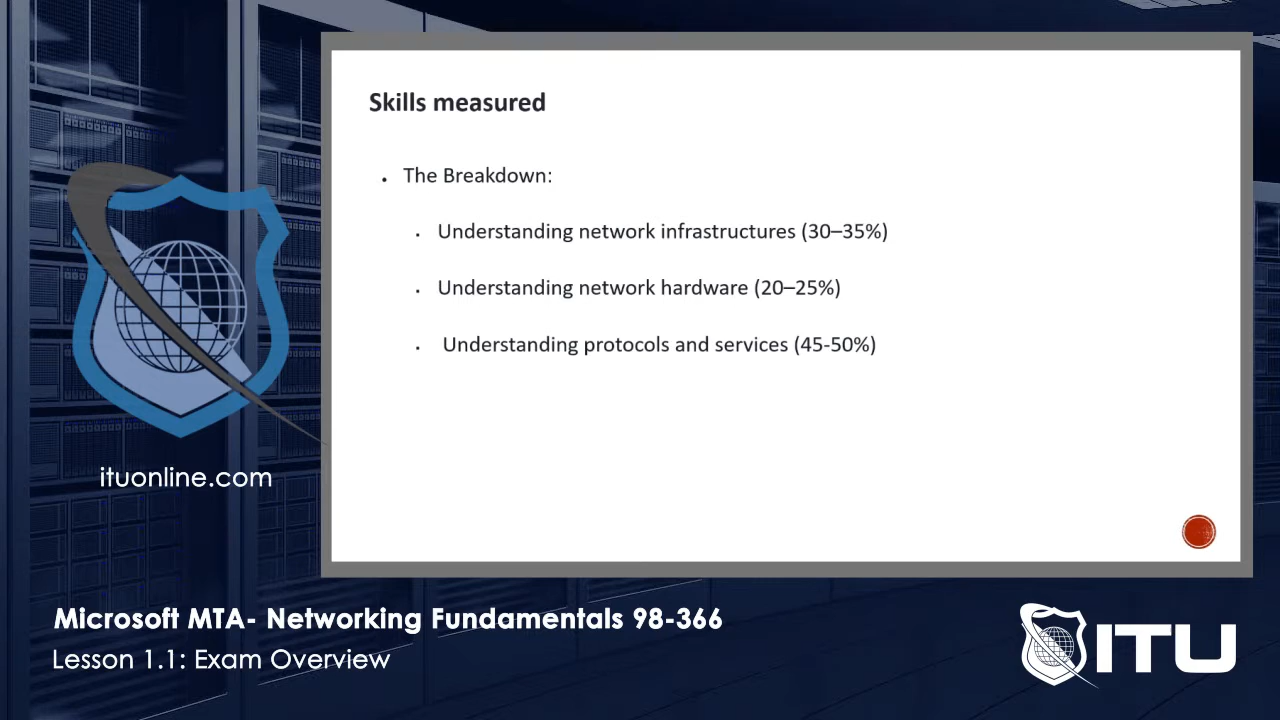 Skills measured
• The Breakdown:
• Understanding network infrastructures (30–35%)
• Understanding network hardware (20–25%)
• Understanding protocols and services (45-50%)
ituonline.com
Microsoft MTA- Networking Fundamentals 98-366
Lesson 1.1: Exam Overview
ITU